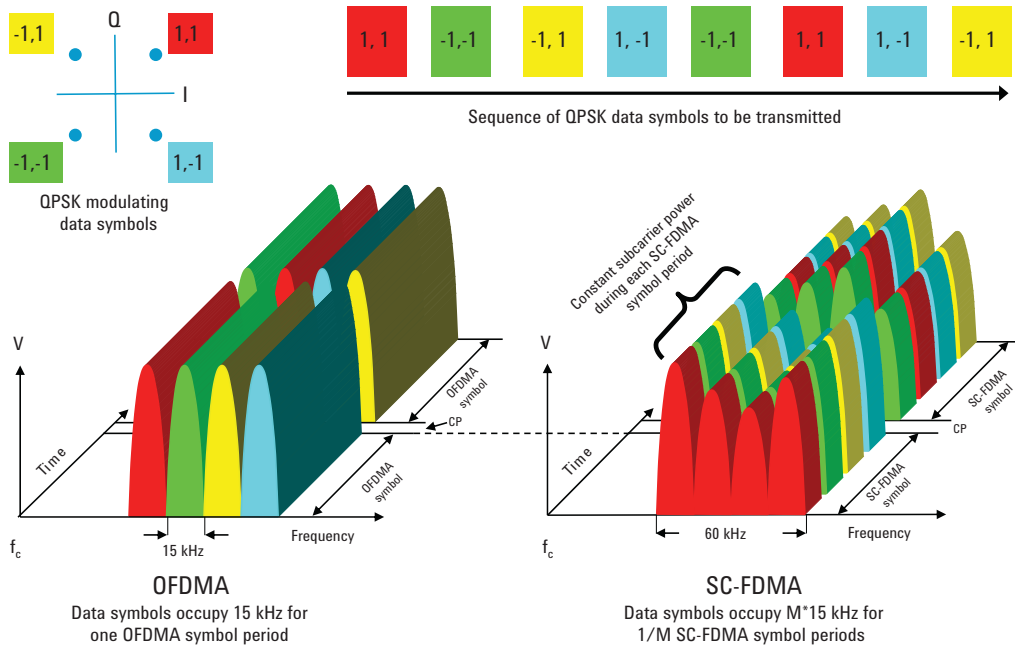 Q
-1,1
1,1
I
-1,-1
1,-1
QPSK modulating
data symbols
1, 1
-1,-1
-1, 1
1, -1
-1,-1
1, 1
1, -1
-1, 1
Sequence of QPSK data symbols to be transmitted
V
Time
OFDMA
symbol
CP
OFDMA
symbol
15 kHz
Frequency
fc
OFDMA
Data symbols occupy 15 kHz for
one OFDMA symbol period
Constant subcarrier power
during each SC-FDMA
symbol period
V
Time
SC-FDMA
symbol
CP
SC-FDMA
symbol
60 kHz
Frequency
fc
SC-FDMA
Data symbols occupy M*15 kHz for
1/M SC-FDMA symbol periods